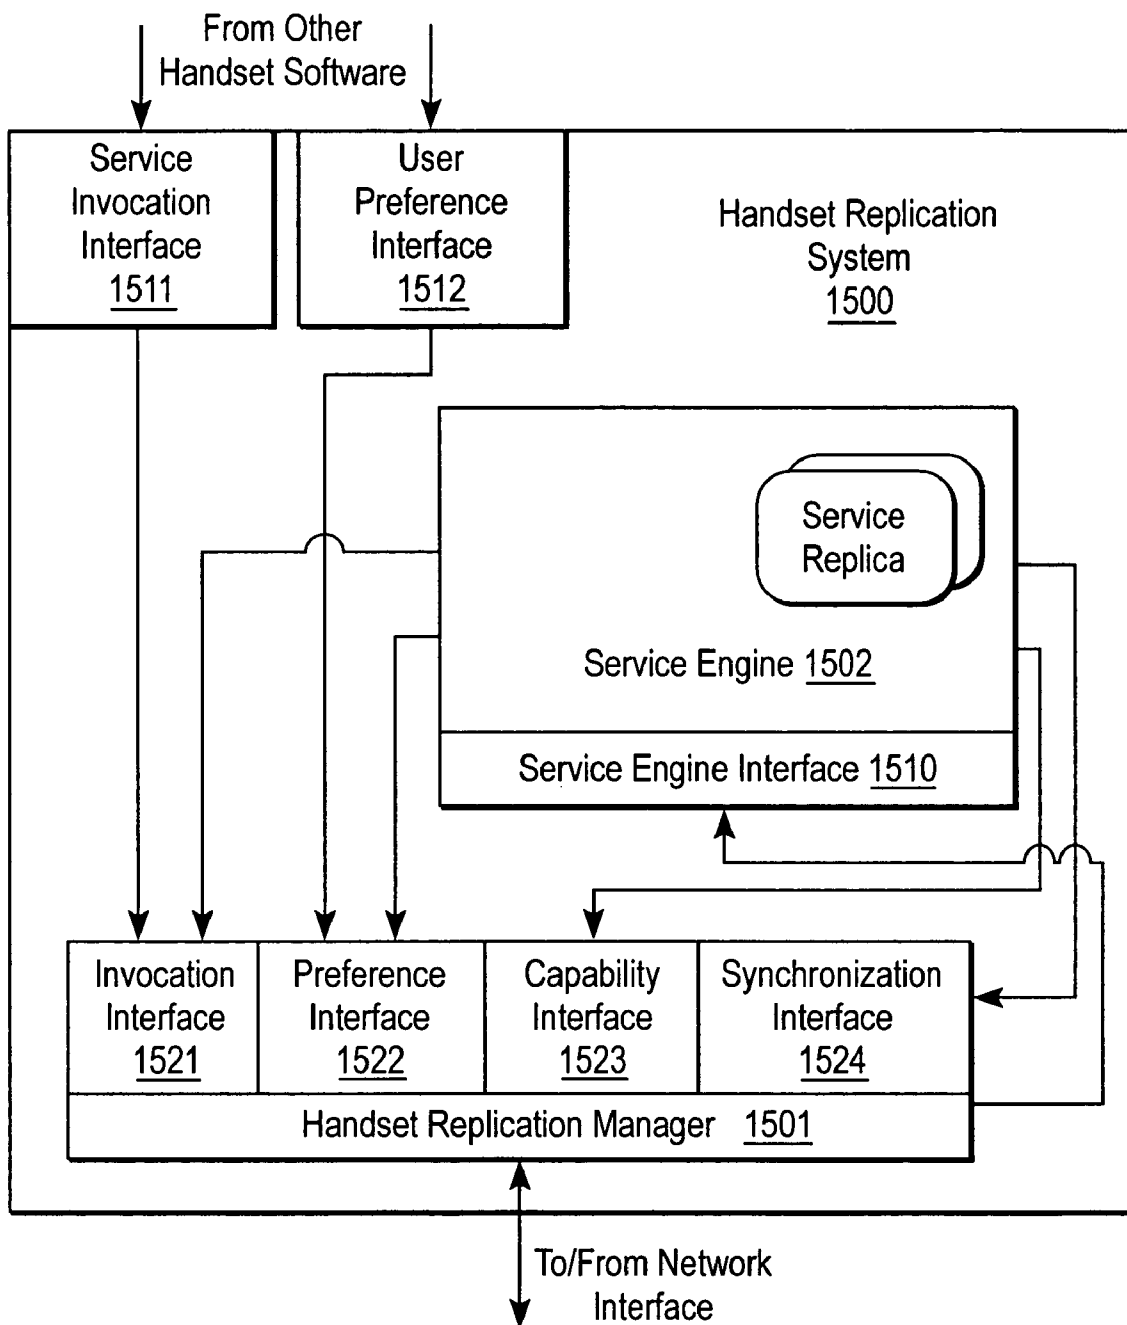 From Other
Handset Software
Service
Invocation
Interface
1511
User
Preference
Interface
1512
Handset Replication
System
1500
Service
Replica
Service Engine 1502
Service Engine Interface 1510
Invocation
Interface
1521
Preference
Interface
1522
Capability
Interface
1523
Synchronization
Interface
1524
Handset Replication Manager 1501
To/From Network
Interface